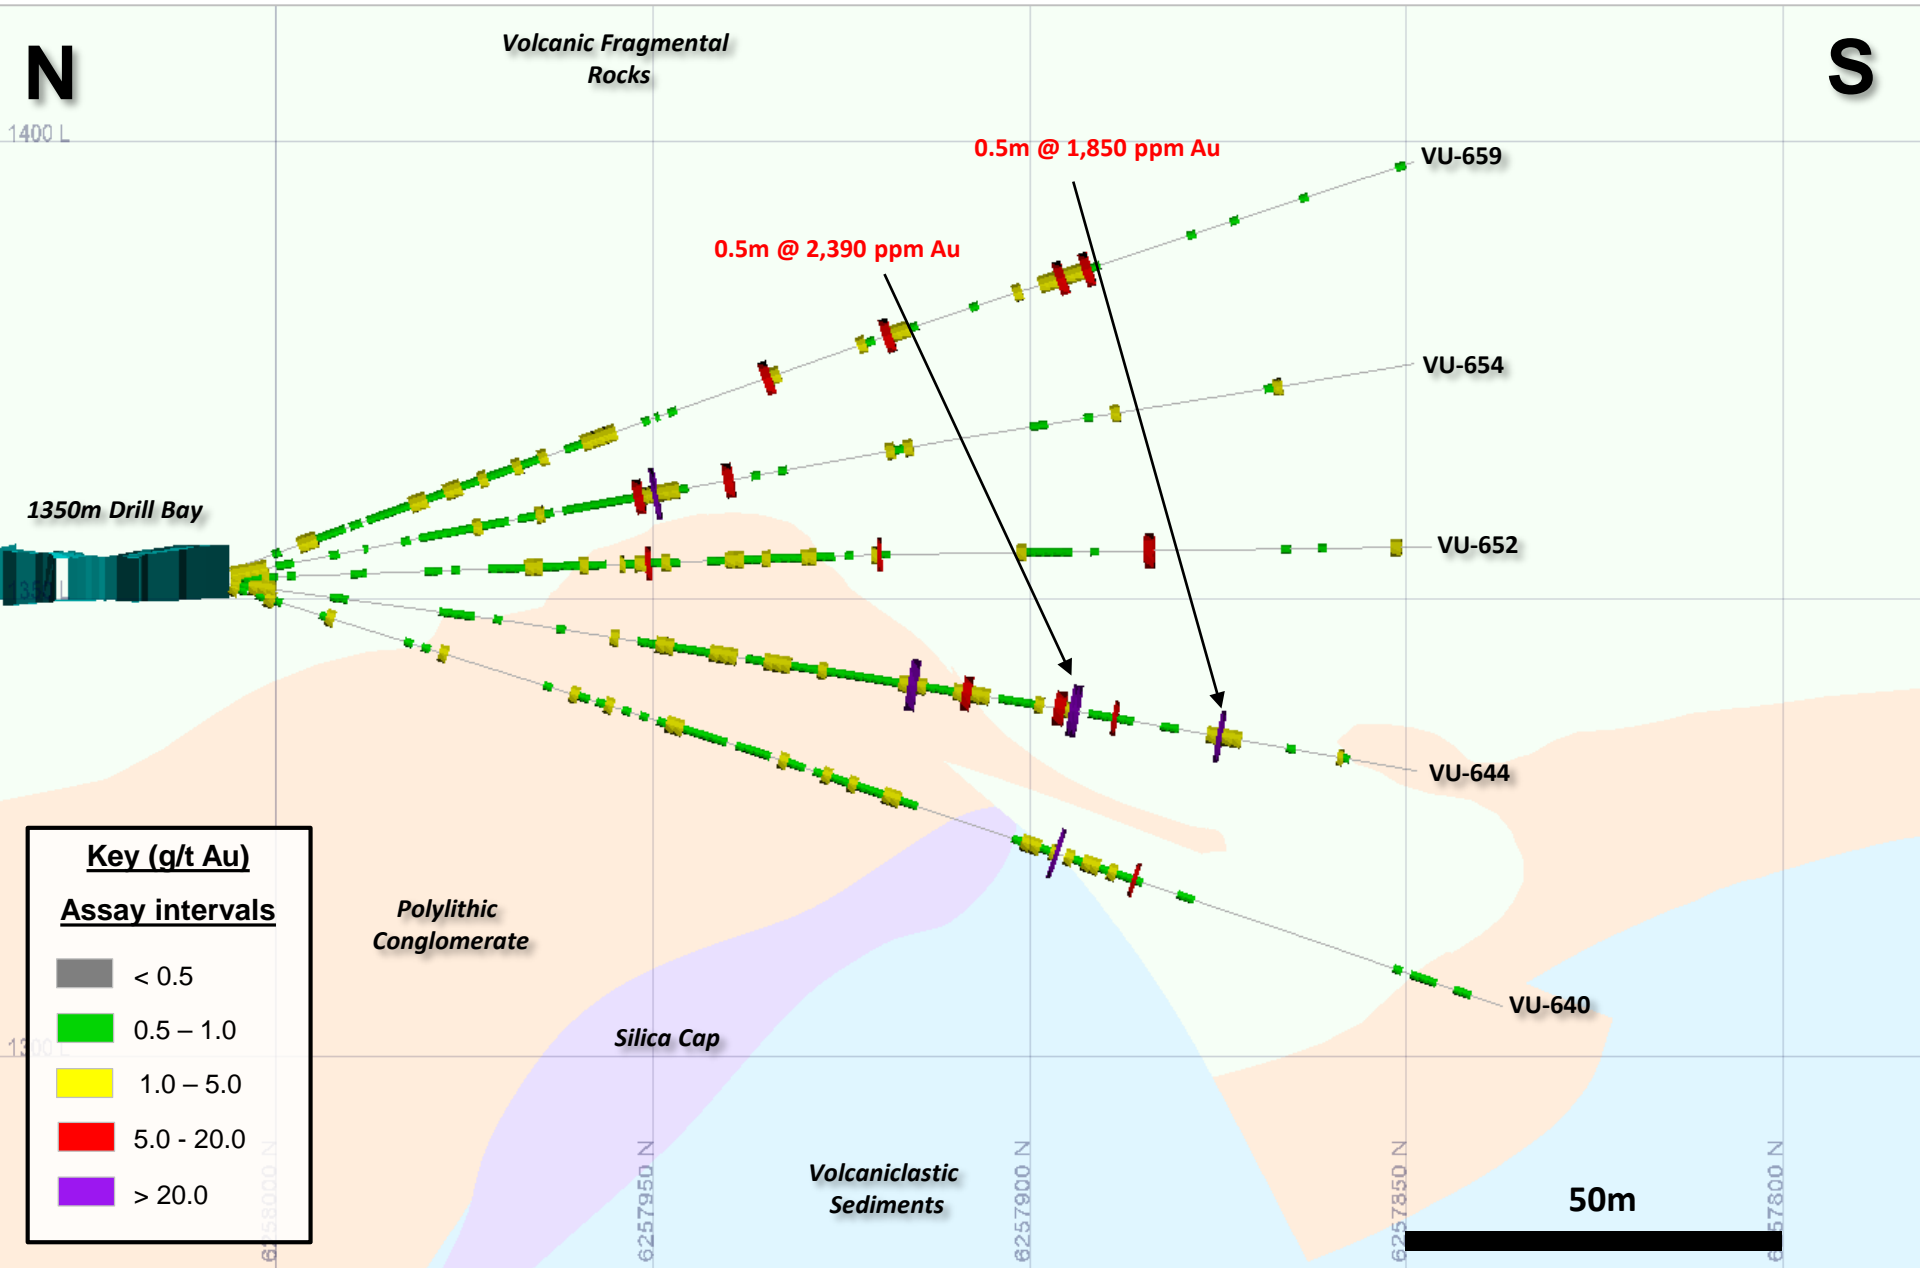 N
Volcanic Fragmental
Rocks
S
1400 L
0.5m @ 1,850 ppm Au
VU-659
0.5m @ 2,390 ppm Au
VU-654
1350m Drill Bay
VU-652
1350 L
VU-644
VU-640
Key (g/t Au)
Assay intervals
< 0.5
0.5 – 1.0
1.0 – 5.0
5.0 - 20.0
> 20.0
Polylithic
Conglomerate
Silica Cap
1300 L
Volcaniclastic
Sediments
50m
6258000 N
6257950 N
6257900 N
6257850 N
6257800 N